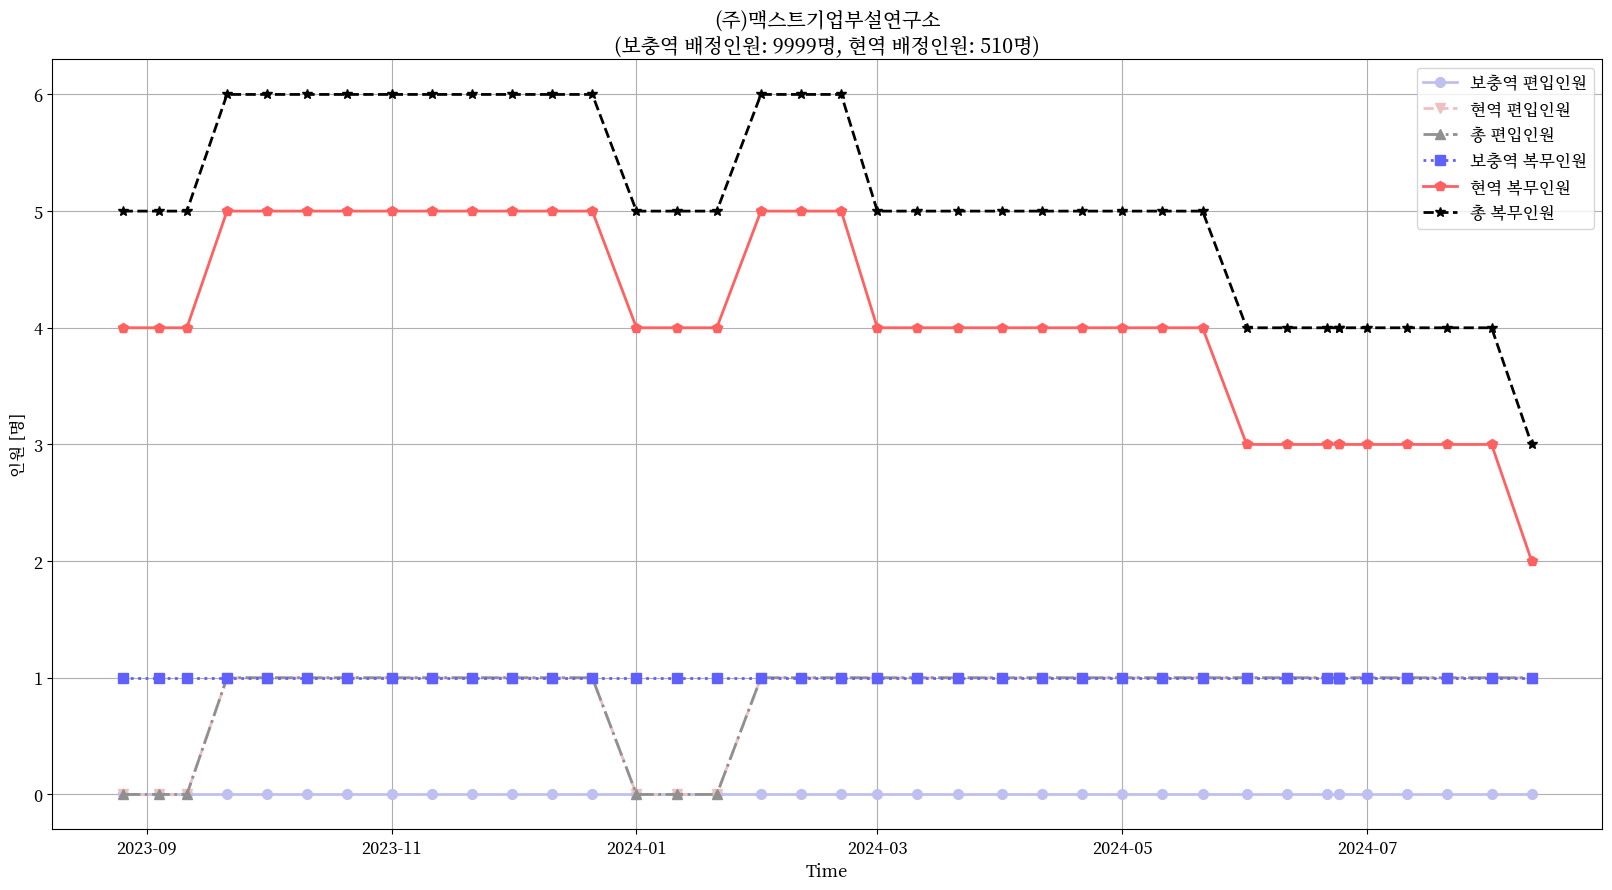 (주)맥스트기업부설연구소
(보충역 배정인원: 9999명, 현역 배정인원: 510명)
보충역 편입인원
현역 편입인원
총 편입인원
보충역 복무인원
현역 복무인원
총 복무인원
인원 [명]
6
5
4
3
2
1
0
2023-09
2023-11
2024-01
2024-03
2024-05
2024-07
Time